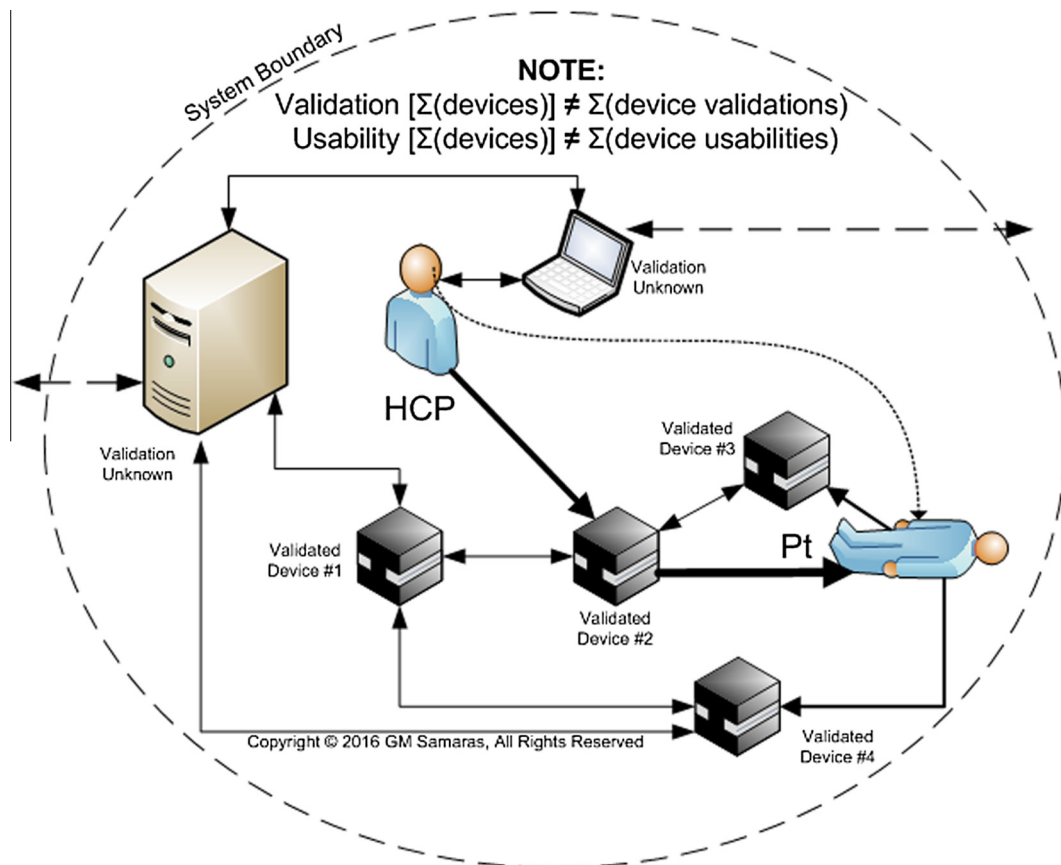 System Boundary
NOTE:
Validation [Σ(devices)] ≠ Σ(device validations)
Usability [Σ(devices)] ≠ Σ(device usabilities)
Validation
Unknown
HCP
Validation
Unknown
Validated
Device #3
Pt
Validated
Device #1
Validated
Device #2
Validated
Device #4
Copyright © 2016 GM Samaras, All Rights Reserved